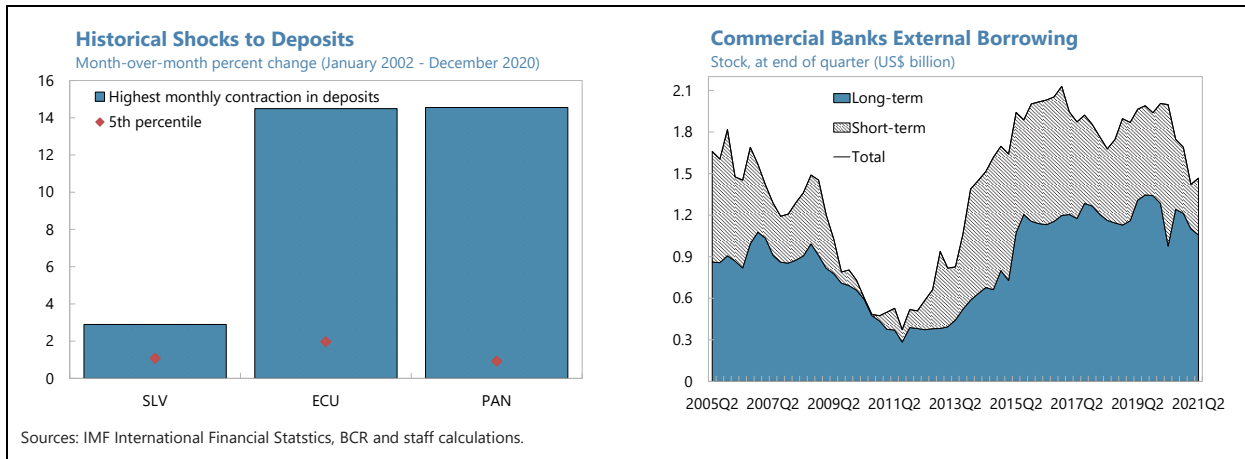 Historical Shocks to Deposits
Month-over-month percent change (January 2002 - December 2020)
16
14
12
10
8
6
4
2
0
Highest monthly contraction in deposits
5th percentile
SLV
ECU
PAN
Commercial Banks External Borrowing
Stock, at end of quarter (US$ billion)
2.1
1.8
1.5
1.2
0.9
0.6
0.3
0
Long-term
Short-term
Total
2005Q2
2007Q2
2009Q2
2011Q2
2013Q2
2015Q2
2017Q2
2019Q2
2021Q2
Sources: IMF International Financial Statstics, BCR and staff calculations.